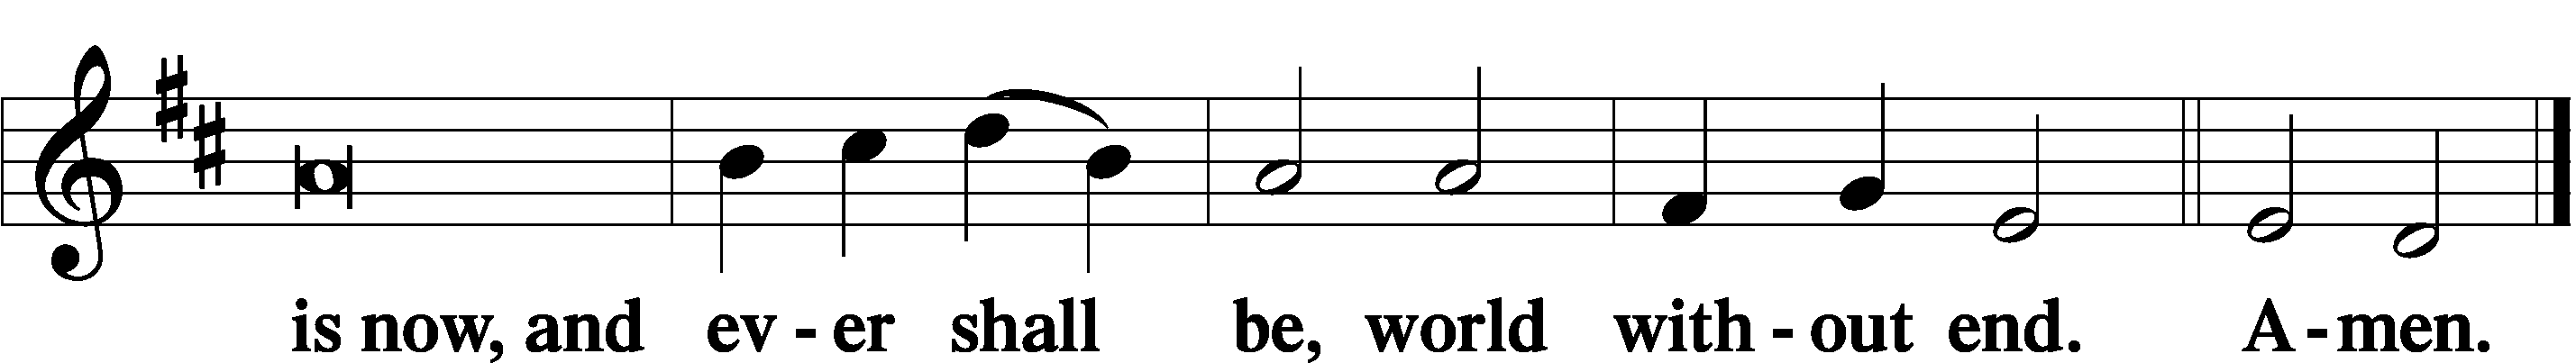 is now, and ev - er shall be, world with - out end. A - men.